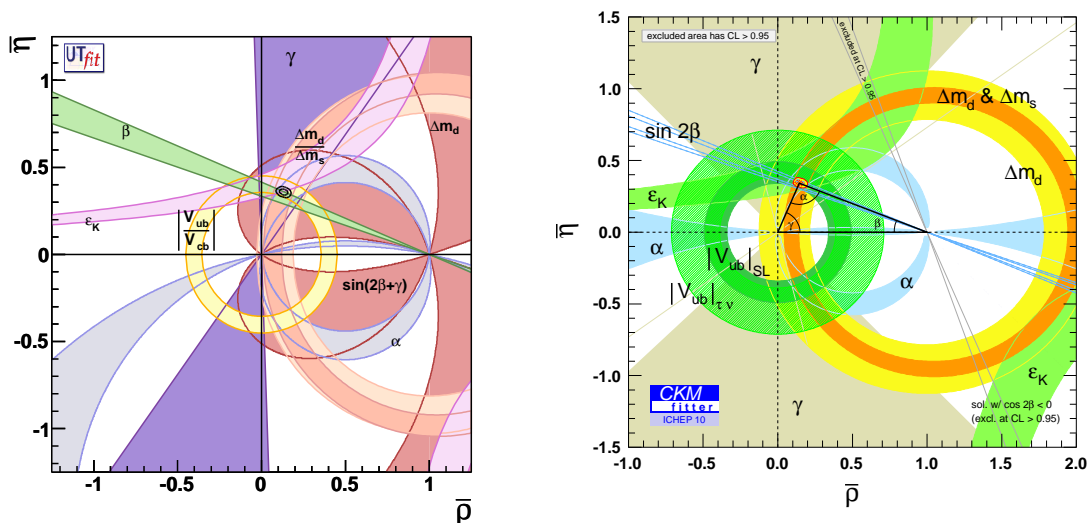 η̅
UTfit
γ
1
β
Δm_d
Δm_d
Δm_s
0.5
ε_K
|V_ub
V_cb|
0
sin(2β+γ)
α
-0.5
-1
-1 -0.5 0 0.5 1
ρ̅
1.5
excluded area has CL > 0.95
excluded at CL > 0.95
γ
1.0
Δm_d & Δm_s
sin 2β
0.5
Δm_d
ε_K
α
η̅
0.0
γ
β
α
|V_ub|_SL
α
|V_ub|_τν
-0.5
-1.0
ε_K
CKM
fitter
ICHEP 10
γ
sol. w/ cos 2β < 0
(excl. at CL > 0.95)
-1.5
-1.0 -0.5 0.0 0.5 1.0 1.5 2.0
ρ̅